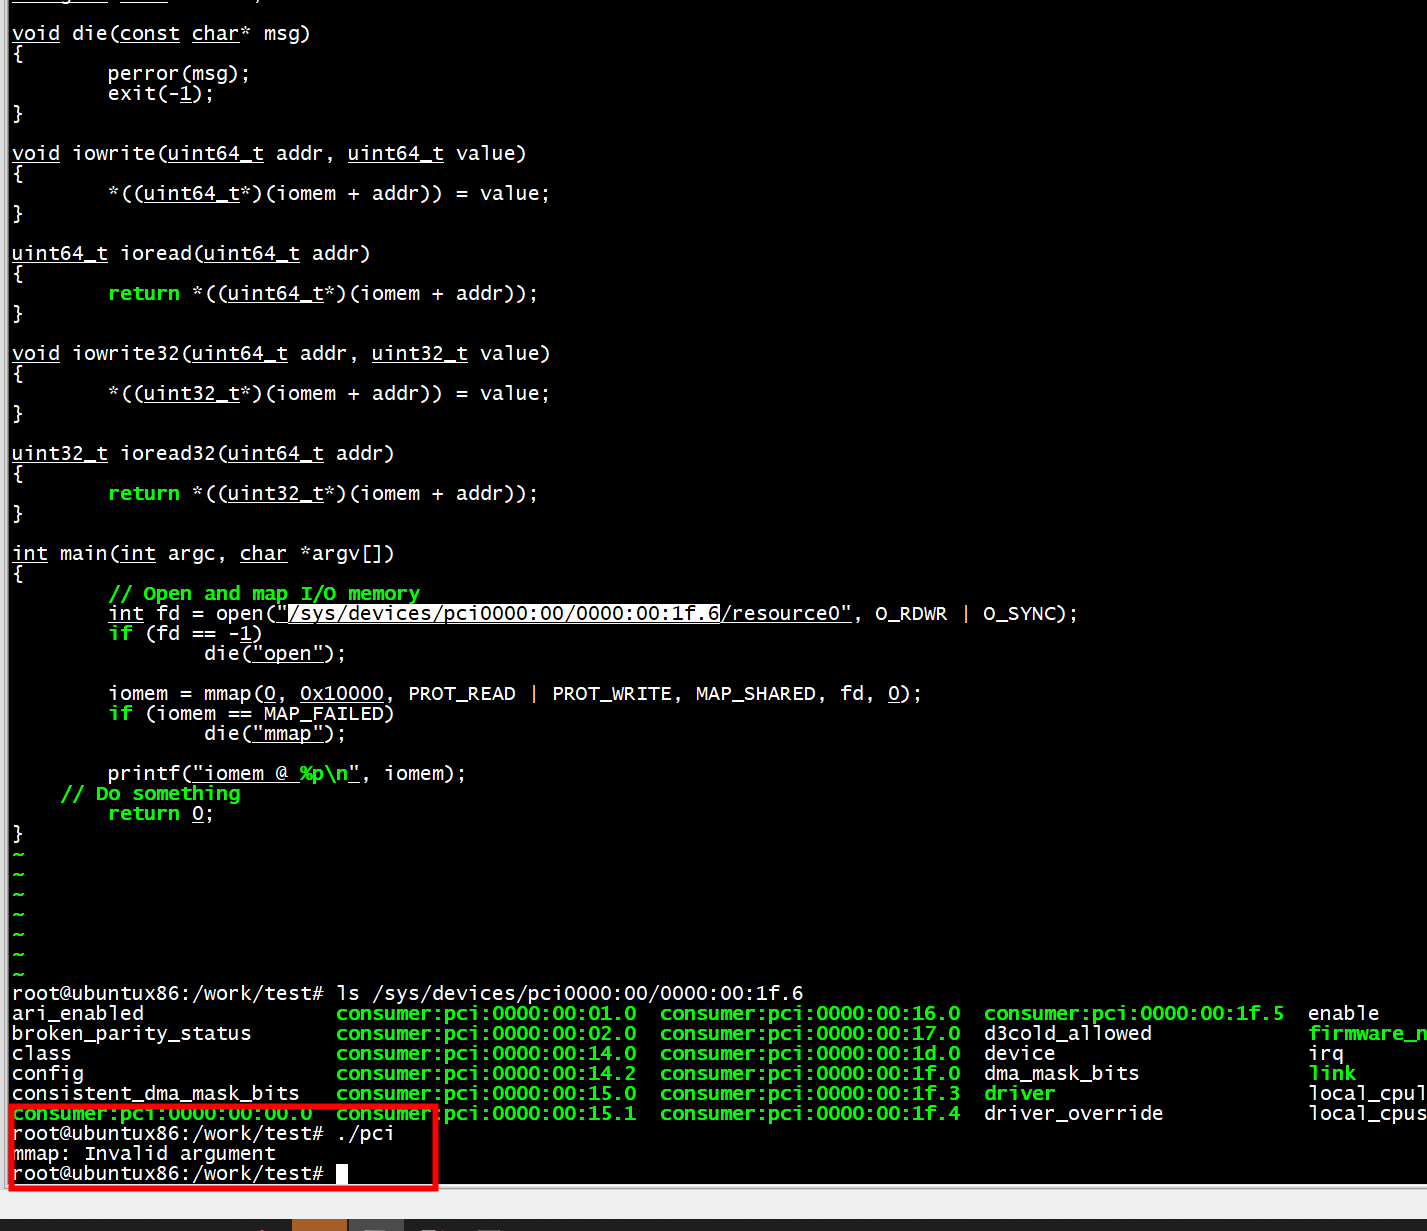 void die(const char* msg)
{
        perror(msg);
        exit(-1);
}

void iowrite(uint64_t addr, uint64_t value)
{
        *((uint64_t*)(iomem + addr)) = value;
}

uint64_t ioread(uint64_t addr)
{
        return *((uint64_t*)(iomem + addr));
}

void iowrite32(uint64_t addr, uint32_t value)
{
        *((uint32_t*)(iomem + addr)) = value;
}

uint32_t ioread32(uint64_t addr)
{
        return *((uint32_t*)(iomem + addr));
}

int main(int argc, char *argv[])
{
        // Open and map I/O memory
        int fd = open("/sys/devices/pci0000:00/0000:00:1f.6/resource0", O_RDWR | O_SYNC);
        if (fd == -1)
                die("open");

        iomem = mmap(0, 0x10000, PROT_READ | PROT_WRITE, MAP_SHARED, fd, 0);
        if (iomem == MAP_FAILED)
                die("mmap");

        printf("iomem @ %p\n", iomem);
    // Do something
        return 0;
}
~
~
~
~
~
~
~
root@ubuntux86:/work/test# ls /sys/devices/pci0000:00/0000:00:1f.6
ari_enabled                consumer:pci:0000:00:01.0  consumer:pci:0000:00:16.0  consumer:pci:0000:00:1f.5  enable
broken_parity_status       consumer:pci:0000:00:02.0  consumer:pci:0000:00:17.0  d3cold_allowed             firmware_n
class                      consumer:pci:0000:00:14.0  consumer:pci:0000:00:1d.0  device                     irq
config                     consumer:pci:0000:00:14.2  consumer:pci:0000:00:1f.0  dma_mask_bits              link
consistent_dma_mask_bits   consumer:pci:0000:00:15.0  consumer:pci:0000:00:1f.3  driver                     local_cpul
consumer:pci:0000:00:00.0  consumer:pci:0000:00:15.1  consumer:pci:0000:00:1f.4  driver_override            local_cpus
root@ubuntux86:/work/test# ./pci
mmap: Invalid argument
root@ubuntux86:/work/test#